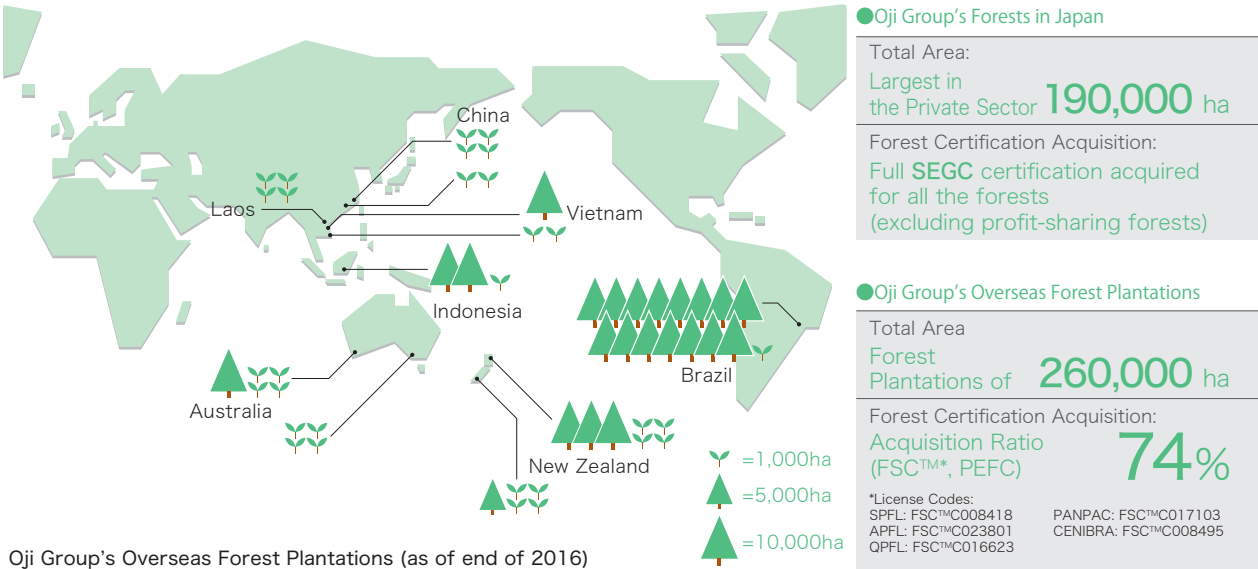 China
Laos
Vietnam
Indonesia
Brazil
Australia
New Zealand
=1,000ha
=5,000ha
=10,000ha
Oji Group's Overseas Forest Plantations (as of end of 2016)
●Oji Group's Forests in Japan
Total Area:
Largest in
the Private Sector 190,000 ha
Forest Certification Acquisition:
Full SEGC certification acquired
for all the forests
(excluding profit-sharing forests)
●Oji Group's Overseas Forest Plantations
Total Area
Forest
Plantations of 260,000 ha
Forest Certification Acquisition:
Acquisition Ratio
(FSC™*, PEFC) 74%
*License Codes:
SPFL: FSC™C008418 PANPAC: FSC™C017103
APFL: FSC™C023801 CENIBRA: FSC™C008495
QPFL: FSC™C016623